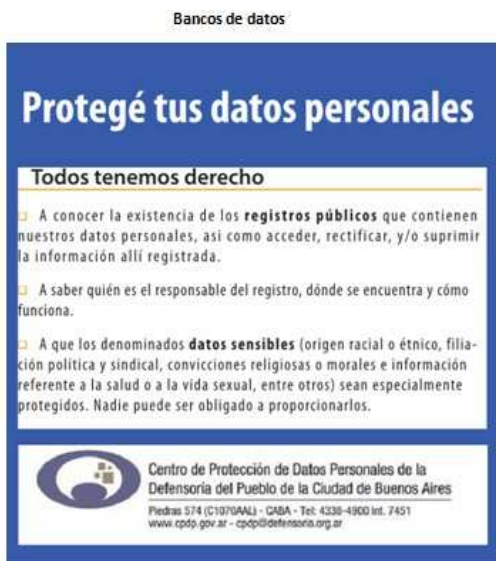 Bancos de datos
Protegé tus datos personales
Todos tenemos derecho
A conocer la existencia de los registros públicos que contienen
nuestros datos personales, asi como acceder, rectificar, y/o suprimir
la información allí registrada.
A saber quién es el responsable del registro, dónde se encuentra y cómo
funciona.
A que los denominados datos sensibles (origen racial o étnico, filia-
ción política y sindical, convicciones religiosas o morales e información
referente a la salud o a la vida sexual, entre otros) sean especialmente
protegidos. Nadie puede ser obligado a proporcionarlos.
Centro de Protección de Datos Personales de la
Defensoría del Pueblo de la Ciudad de Buenos Aires
Piedras 574 (C1070AAL) - CABA - Tel: 4338-4900 Int. 7451
www.cpdp.gov.ar - cpdp@defensoria.org.ar